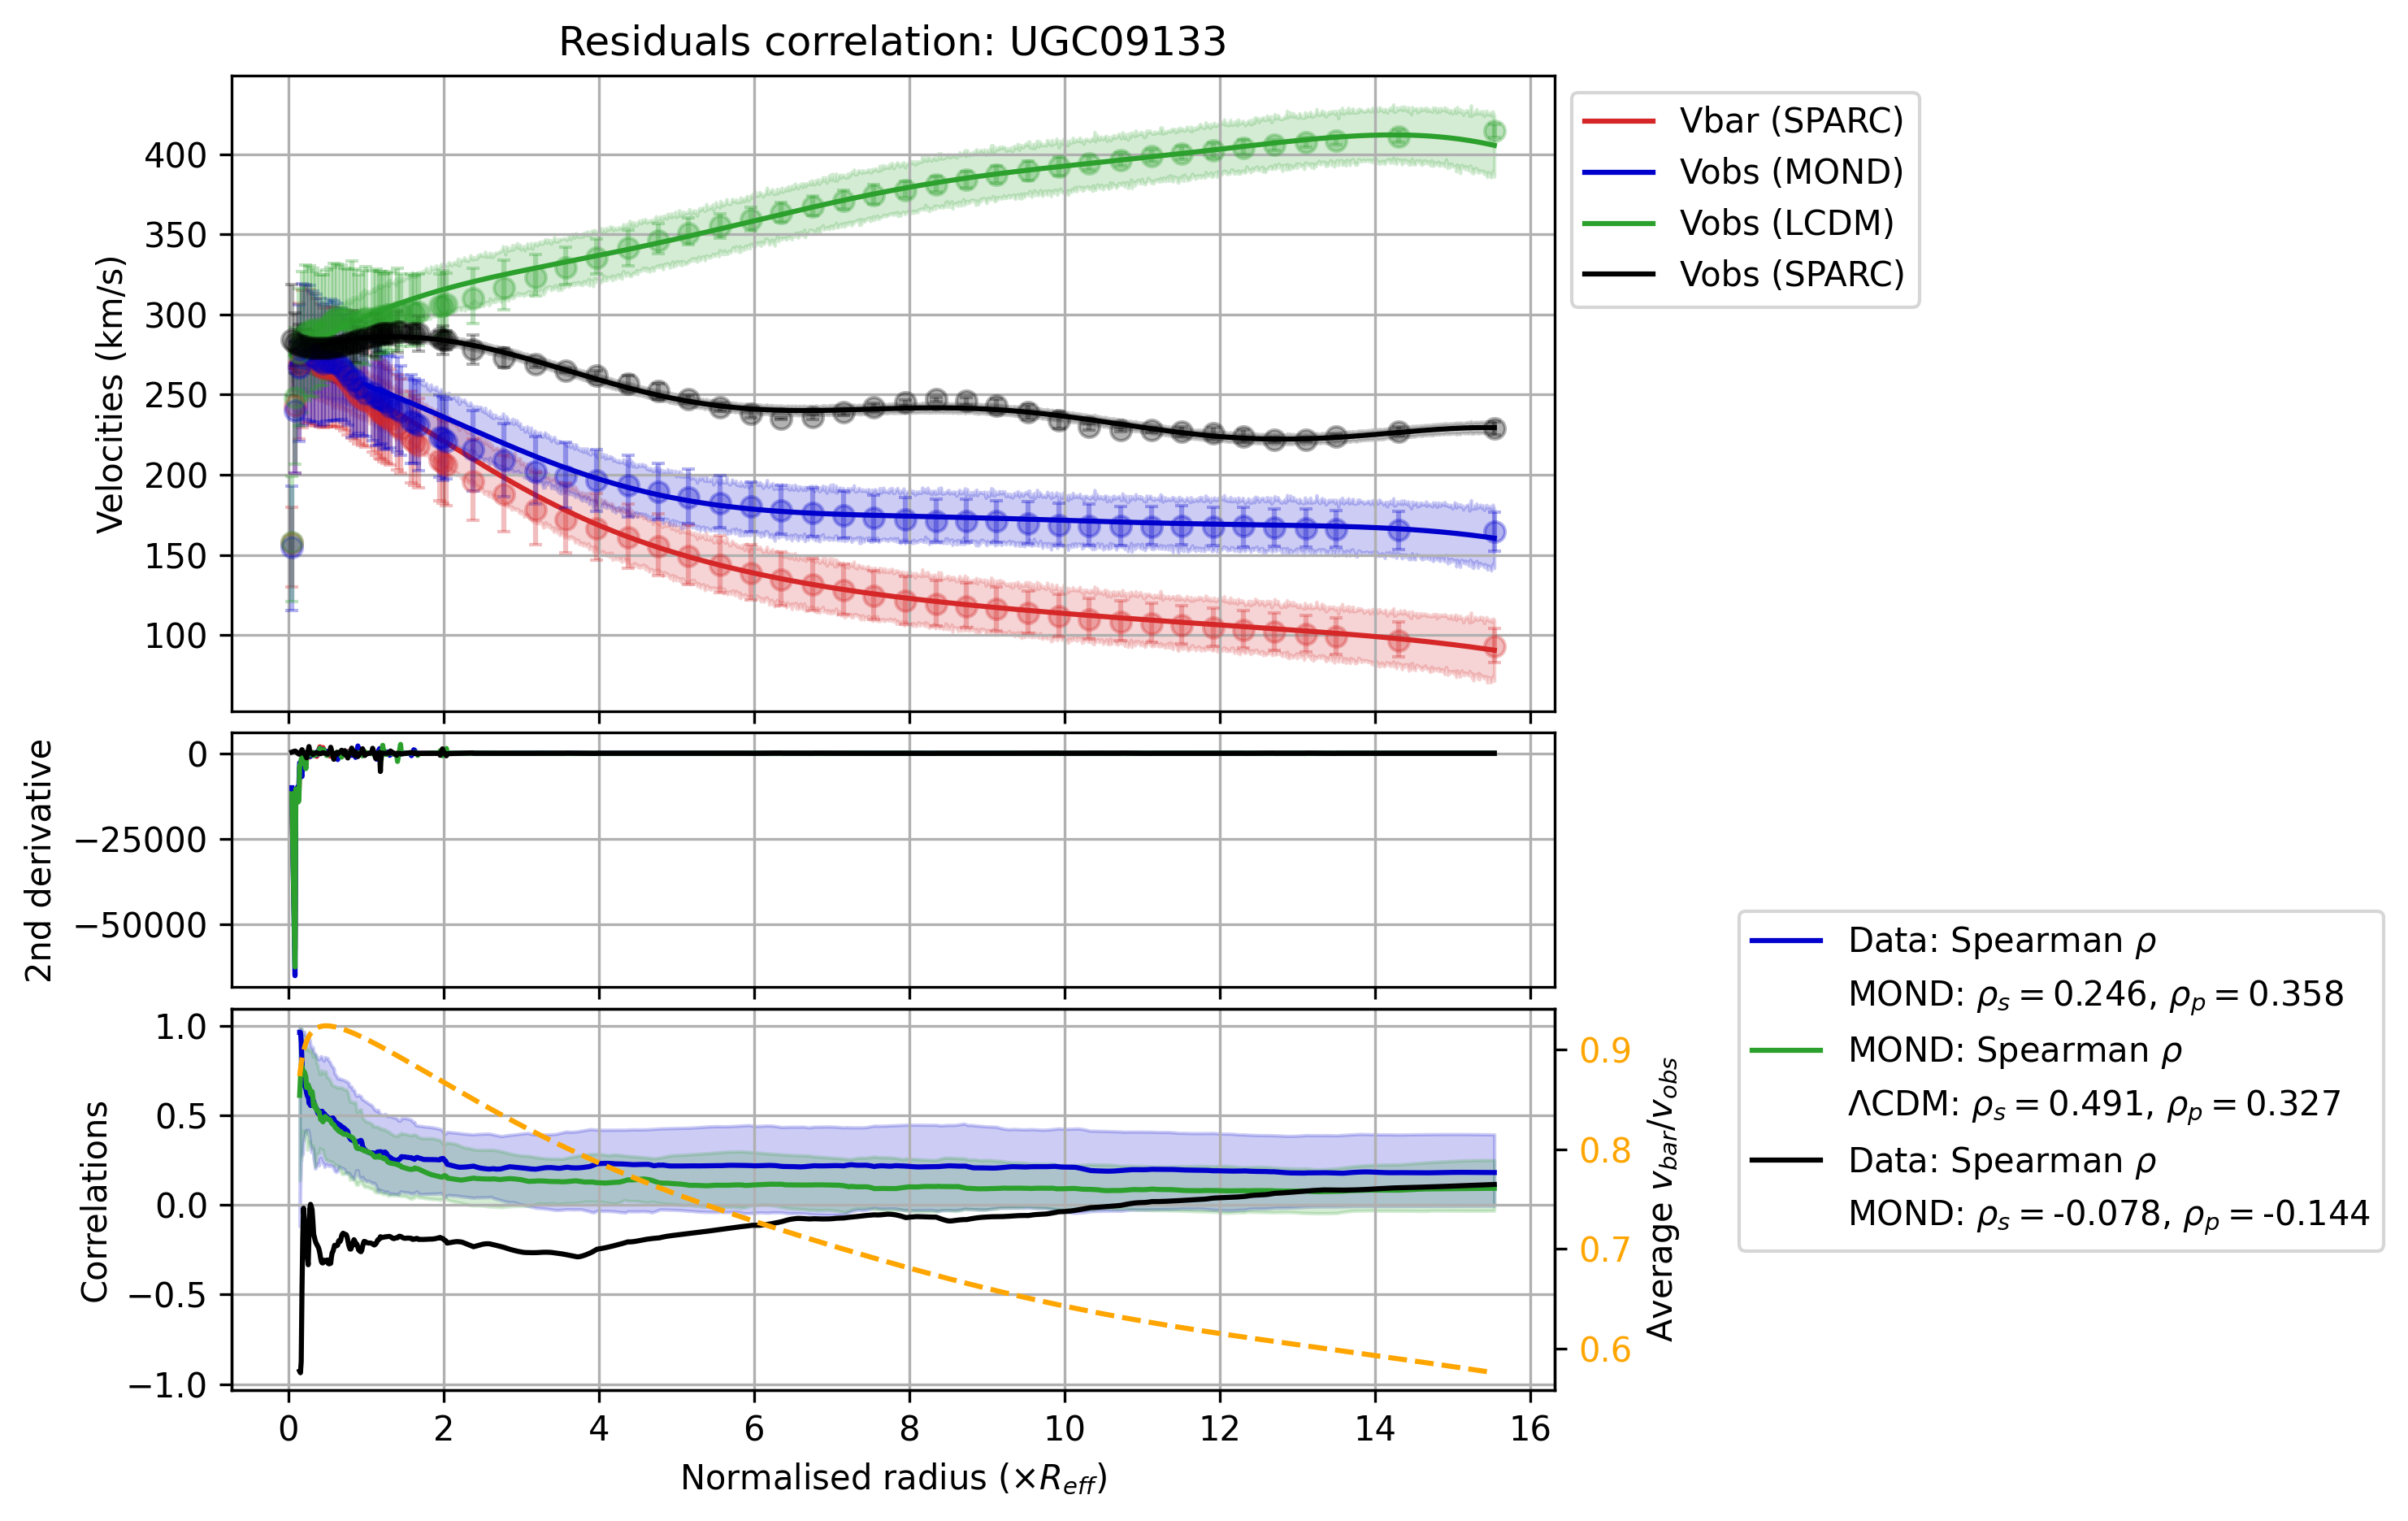 Residuals correlation: UGC09133
Velocities (km/s)
400
350
300
250
200
150
100
Vbar (SPARC)
Vobs (MOND)
Vobs (LCDM)
Vobs (SPARC)
2nd derivative
0
−25000
−50000
Correlations
1.0
0.5
0.0
−0.5
−1.0
0.9
0.8
0.7
0.6
Average v_bar/v_obs
Data: Spearman ρ
MOND: ρ_s = 0.246, ρ_p = 0.358
MOND: Spearman ρ
ΛCDM: ρ_s = 0.491, ρ_p = 0.327
Data: Spearman ρ
MOND: ρ_s = -0.078, ρ_p = -0.144
0 2 4 6 8 10 12 14 16
Normalised radius (×R_eff)